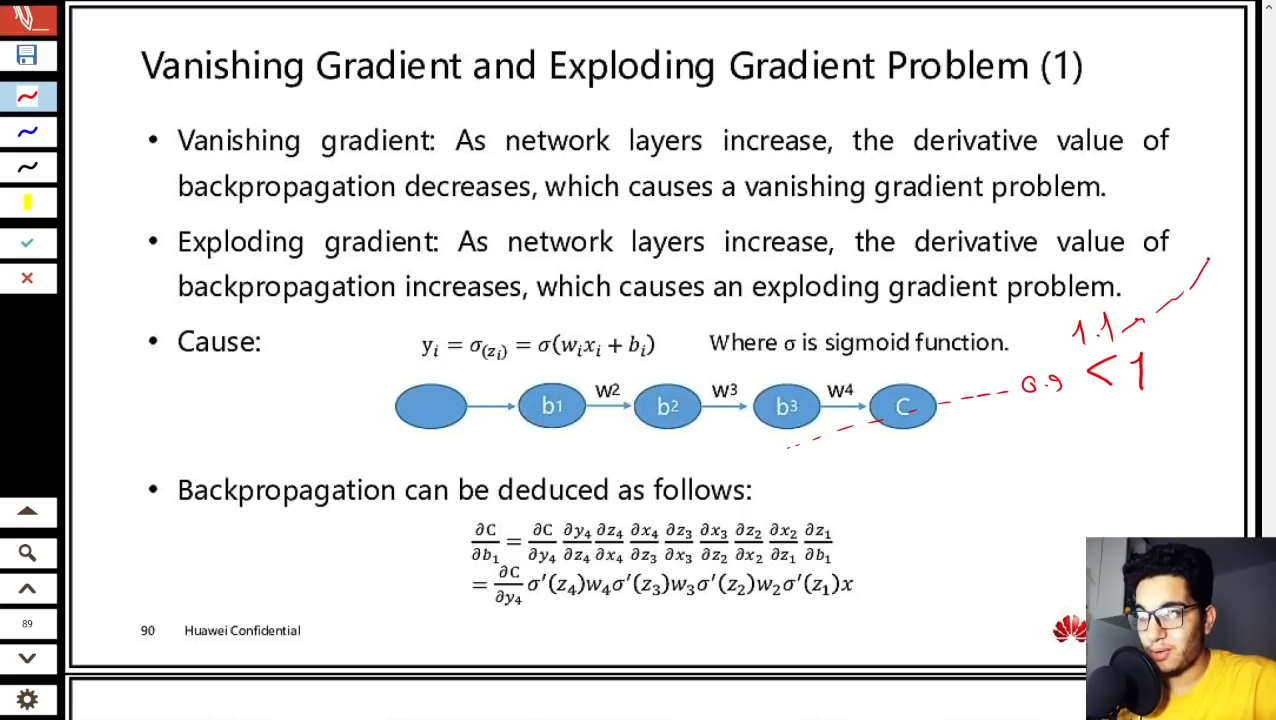 Vanishing Gradient and Exploding Gradient Problem (1)
• Vanishing gradient: As network layers increase, the derivative value of
backpropagation decreases, which causes a vanishing gradient problem.
• Exploding gradient: As network layers increase, the derivative value of
backpropagation increases, which causes an exploding gradient problem.
1.1
• Cause: yᵢ = σ(zᵢ) = σ(wᵢxᵢ + bᵢ) Where σ is sigmoid function.
0.9 < 1
w2 w3 w4
b1 b2 b3 C
• Backpropagation can be deduced as follows:
∂C/∂b₁ = ∂C/∂y₄ ∂y₄/∂z₄ ∂z₄/∂x₄ ∂x₄/∂z₃ ∂z₃/∂x₃ ∂x₃/∂z₂ ∂z₂/∂x₂ ∂x₂/∂z₁ ∂z₁/∂b₁
= ∂C/∂y₄ σ′(z₄)w₄σ′(z₃)w₃σ′(z₂)w₂σ′(z₁)x
89
90 Huawei Confidential